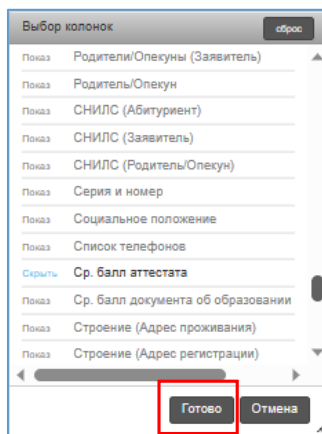 Выбор колонок сброс
Показ Родители/Опекуны (Заявитель)
Показ Родитель/Опекун
Показ СНИЛС (Абитуриент)
Показ СНИЛС (Заявитель)
Показ СНИЛС (Родитель/Опекун)
Показ Серия и номер
Показ Социальное положение
Показ Список телефонов
Скрыть Ср. балл аттестата
Показ Ср. балл документа об образовании
Показ Строение (Адрес проживания)
Показ Строение (Адрес регистрации)
Готово Отмена